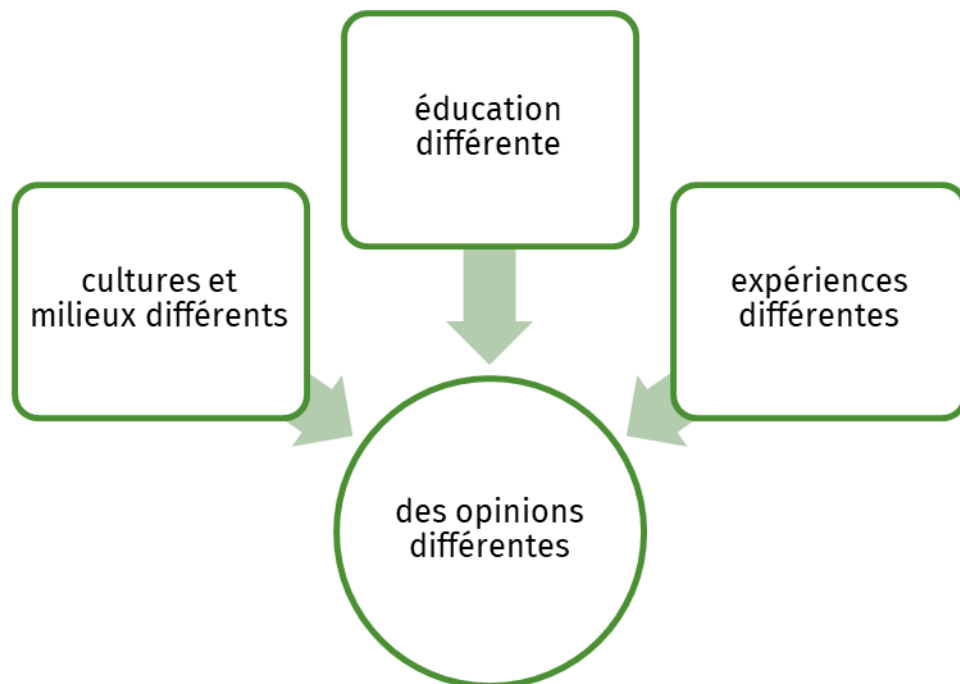 éducation
différente
cultures et
milieux différents
expériences
différentes
des opinions
différentes